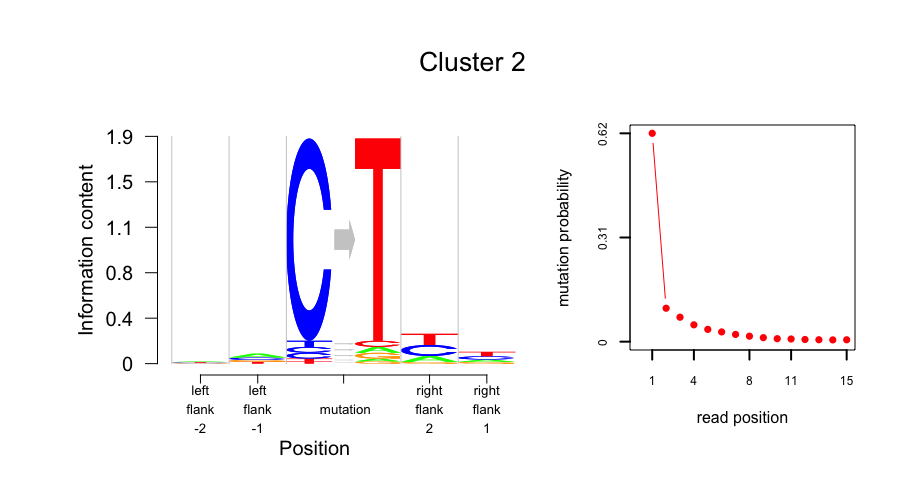 Cluster 2
Information content
1.9
1.5
1.1
0.8
0.4
0
C
T
left
flank
-2
left
flank
-1
mutation
right
flank
2
right
flank
1
Position
mutation probability
0.62
0.31
0
1
4
8
11
15
read position